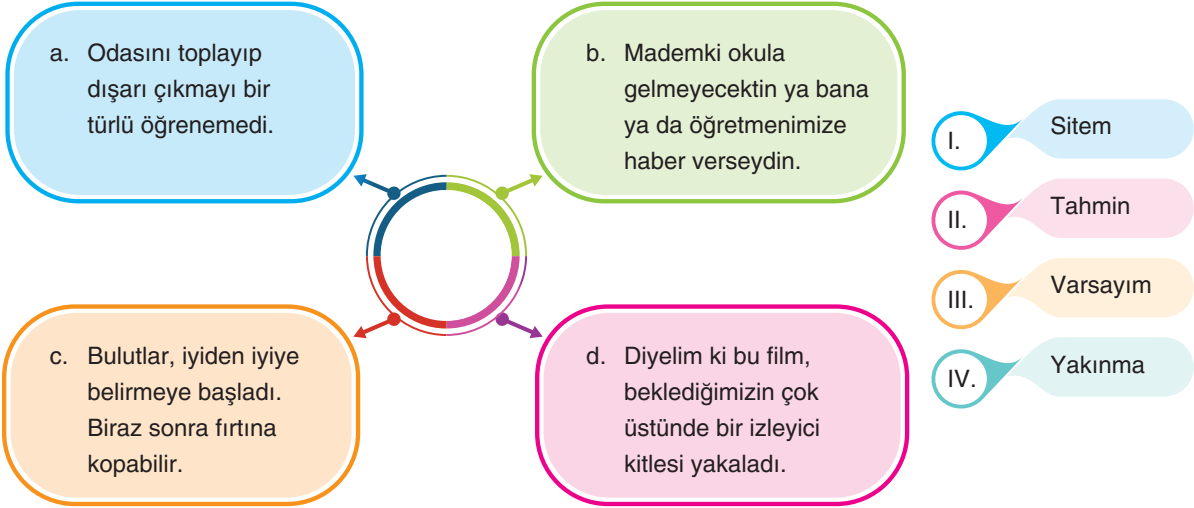 a. Odasını toplayıp
dışarı çıkmayı bir
türlü öğrenemedi.
b. Mademki okula
gelmeyecektin ya bana
ya da öğretmenimize
haber verseydin.
c. Bulutlar, iyiden iyiye
belirmeye başladı.
Biraz sonra fırtına
kopabilir.
d. Diyelim ki bu film,
beklediğimizin çok
üstünde bir izleyici
kitlesi yakaladı.
I. Sitem
II. Tahmin
III. Varsayım
IV. Yakınma